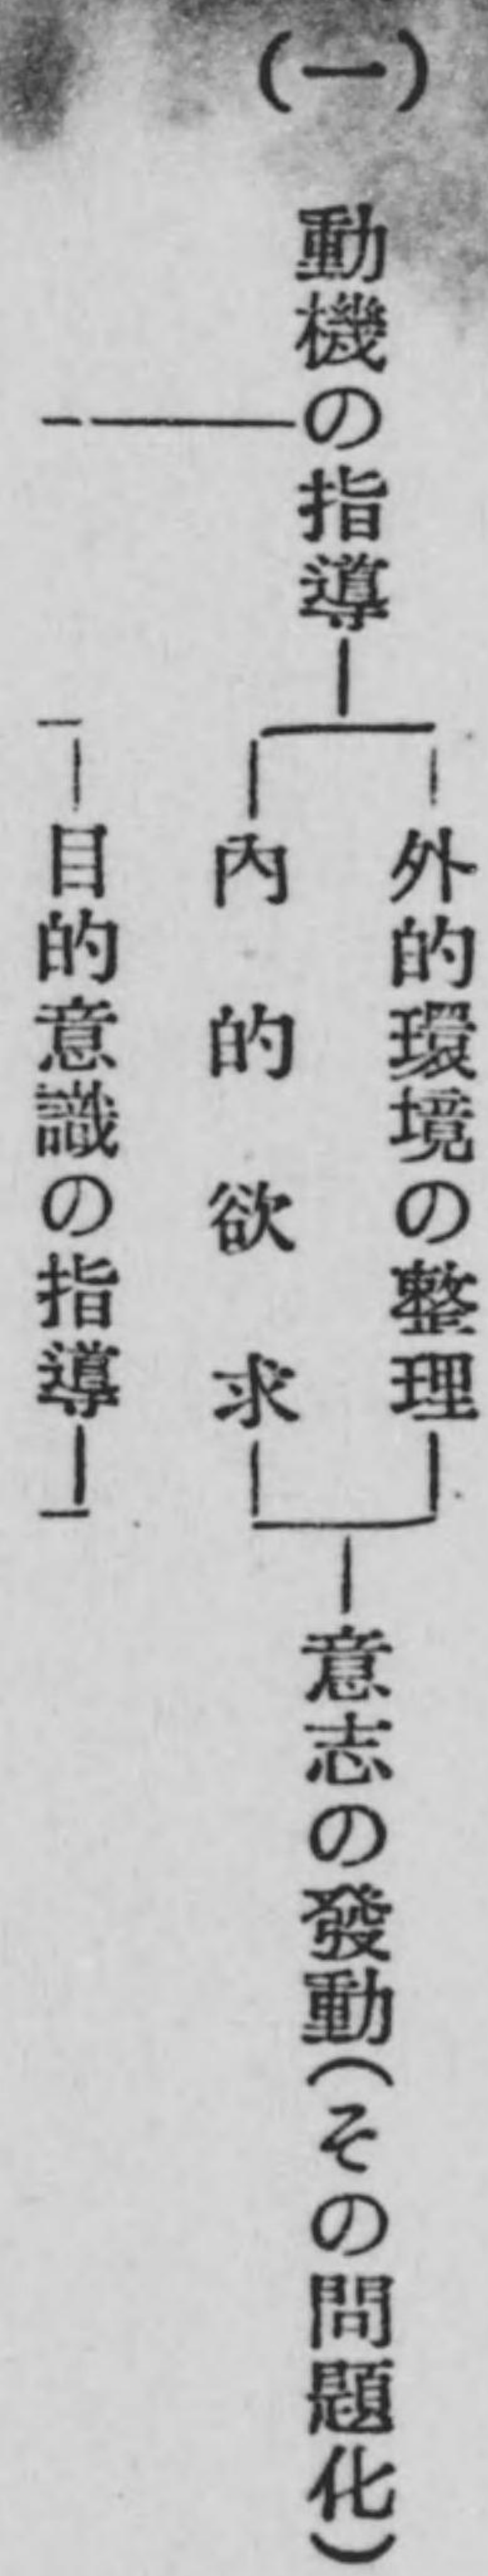 (一)
動機の指導
外的環境の整理
內的欲求
意志の發動(その問題化)
目的意識の指導